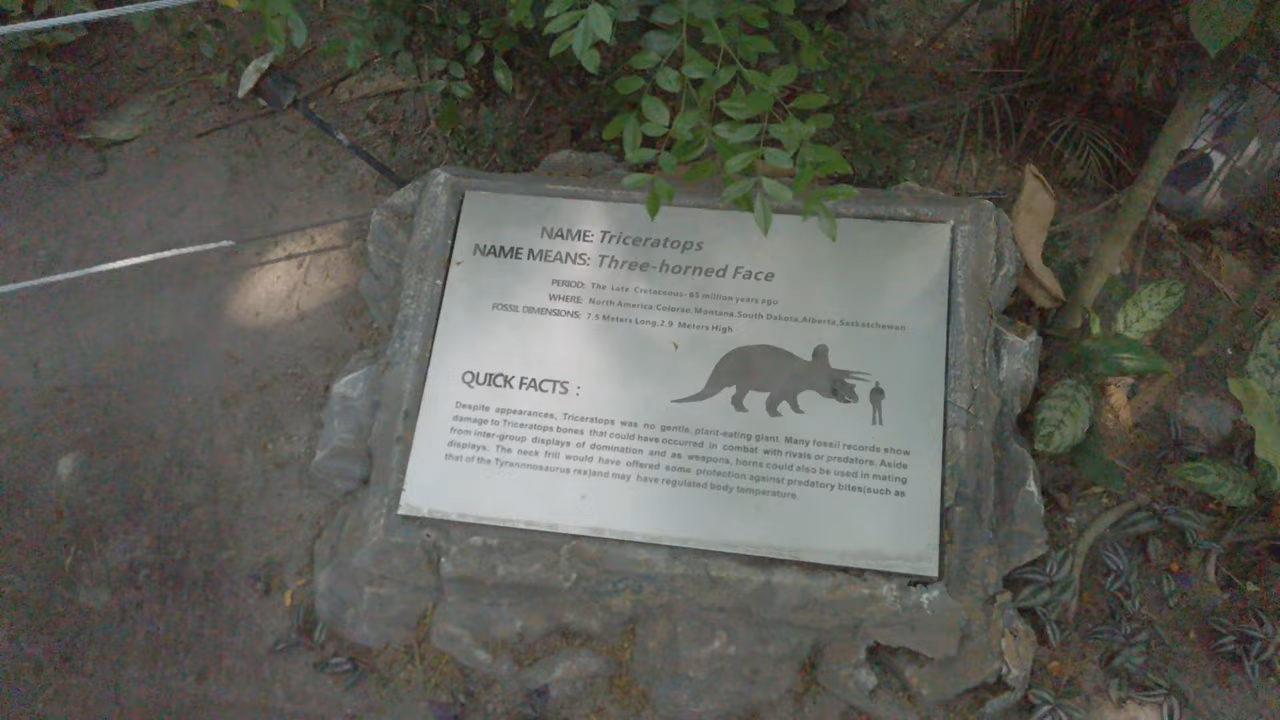 NAME: Triceratops
NAME MEANS: Three-horned Face
PERIOD: The Late Cretaceous- 65 million years agu
WHERE: North America:Colorae,Montana,South Dakota,Alberta,Saskatchewan
FOSSIL DIMENSIONS: 7.5 Meters Long,2.9 Meters High
QUICK FACTS :
Despite appearances, Triceratops was no gentle, plant-eating giant. Many fossil records show
damage to Triceratops bones that could have occurred in combat with rivals or predators. Aside
from inter-group displays of domination and as weapons, horns could also be used in mating
displays. The neck frill would have offered some protection against predatory bites(such as
that of the Tyrannnosaurus rex)and may have regulated body temperature.